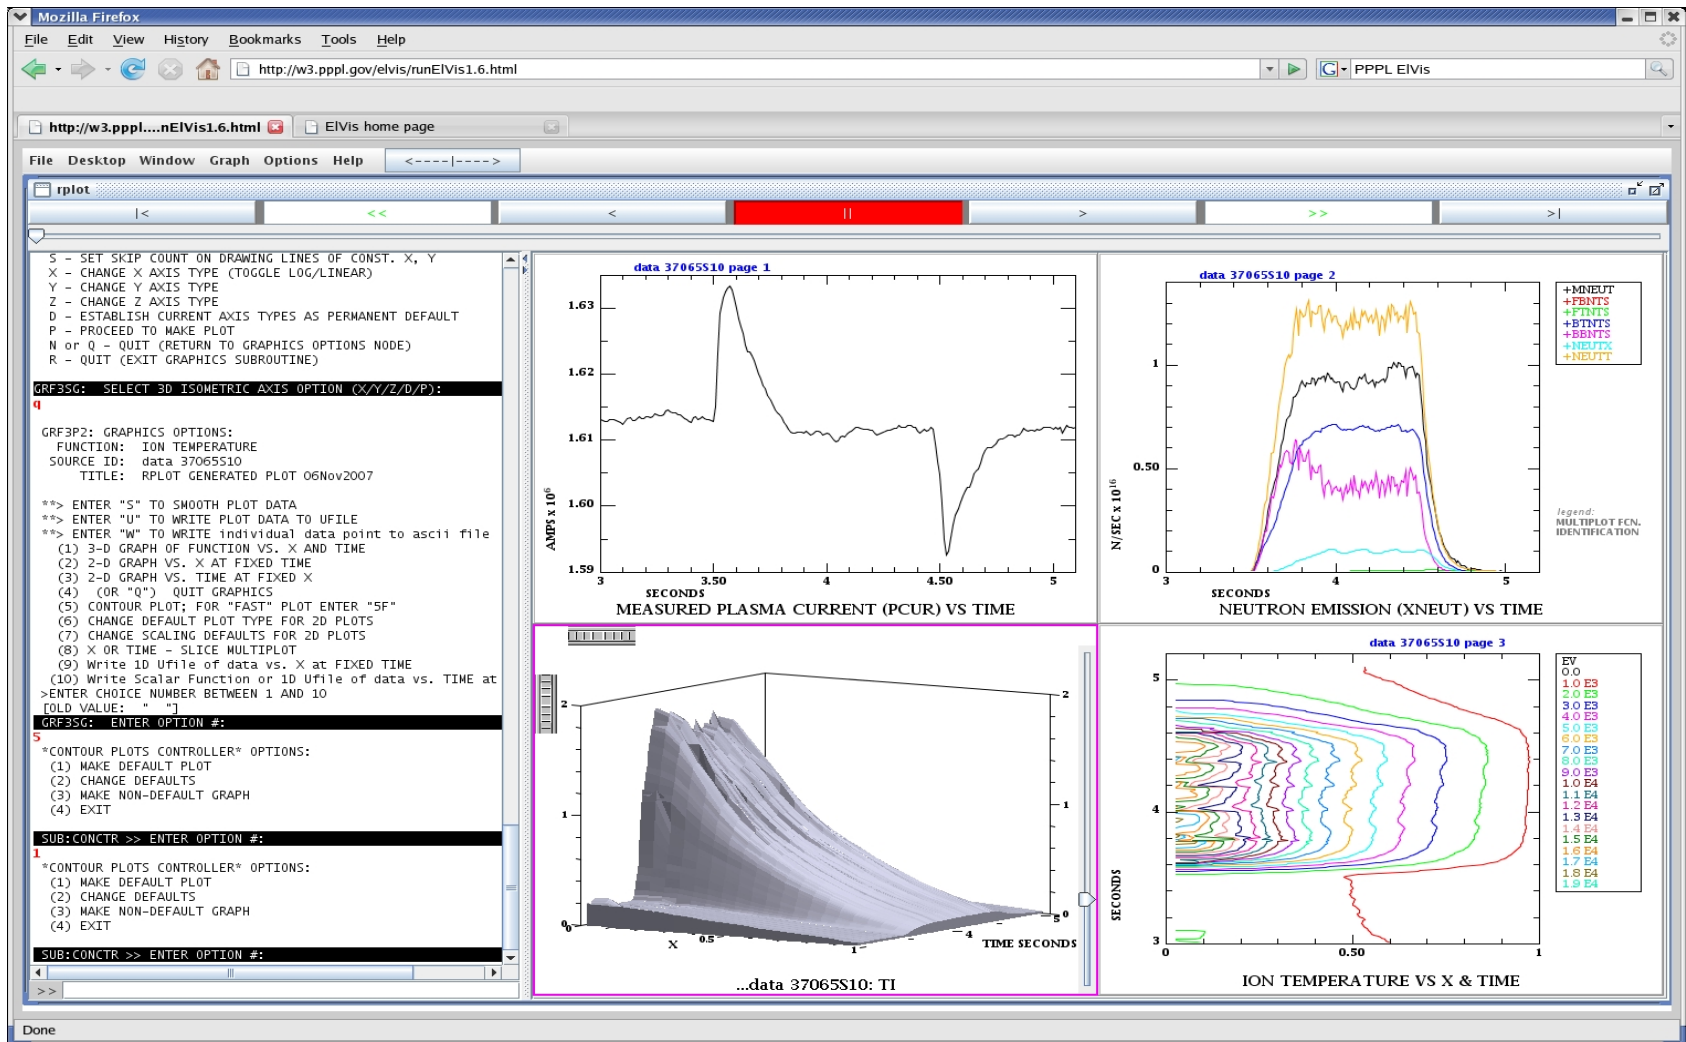 Mozilla Firefox
File Edit View History Bookmarks Tools Help
http://w3.pppl.gov/elvis/runElVis1.6.html
G PPPL ElVis
http://w3.pppl....nElVis1.6.html
ElVis home page
File Desktop Window Graph Options Help <----|---->
rplot
|< << < || > >> >|
S - SET SKIP COUNT ON DRAWING LINES OF CONST. X, Y
X - CHANGE X AXIS TYPE (TOGGLE LOG/LINEAR)
Y - CHANGE Y AXIS TYPE
Z - CHANGE Z AXIS TYPE
D - ESTABLISH CURRENT AXIS TYPES AS PERMANENT DEFAULT
P - PROCEED TO MAKE PLOT
N or Q - QUIT (RETURN TO GRAPHICS OPTIONS NODE)
R - QUIT (EXIT GRAPHICS SUBROUTINE)
GRF3SG: SELECT 3D ISOMETRIC AXIS OPTION (X/Y/Z/D/P):
q
GRF3P2: GRAPHICS OPTIONS:
FUNCTION: ION TEMPERATURE
SOURCE ID: data 37065S10
TITLE: RPLOT GENERATED PLOT 06Nov2007
**> ENTER "S" TO SMOOTH PLOT DATA
**> ENTER "U" TO WRITE PLOT DATA TO UFILE
**> ENTER "W" TO WRITE individual data point to ascii file
(1) 3-D GRAPH OF FUNCTION VS. X AND TIME
(2) 2-D GRAPH VS. X AT FIXED TIME
(3) 2-D GRAPH VS. TIME AT FIXED X
(4) (OR "Q") QUIT GRAPHICS
(5) CONTOUR PLOT; FOR "FAST" PLOT ENTER "5F"
(6) CHANGE DEFAULT PLOT TYPE FOR 2D PLOTS
(7) CHANGE SCALING DEFAULTS FOR 2D PLOTS
(8) X OR TIME - SLICE MULTIPLOT
(9) Write 1D Ufile of data vs. X at FIXED TIME
(10) Write Scalar Function or 1D Ufile of data vs. TIME at
>ENTER CHOICE NUMBER BETWEEN 1 AND 10
[OLD VALUE: " "]
GRF3SG: ENTER OPTION #:
5
*CONTOUR PLOTS CONTROLLER* OPTIONS:
(1) MAKE DEFAULT PLOT
(2) CHANGE DEFAULTS
(3) MAKE NON-DEFAULT GRAPH
(4) EXIT
SUB:CONCTR >> ENTER OPTION #:
1
*CONTOUR PLOTS CONTROLLER* OPTIONS:
(1) MAKE DEFAULT PLOT
(2) CHANGE DEFAULTS
(3) MAKE NON-DEFAULT GRAPH
(4) EXIT
SUB:CONCTR >> ENTER OPTION #:
>>
data 37065S10 page 1
1.63
1.62
1.61
1.60
1.59
AMPS x 10⁶
3 3.50 4 4.50 5
SECONDS
MEASURED PLASMA CURRENT (PCUR) VS TIME
data 37065S10 page 2
1
0.50
0
N/SEC x 10¹⁶
3 4 5
SECONDS
NEUTRON EMISSION (XNEUT) VS TIME
+MNEUT
+FBNTS
+FTNTS
+BTNTS
+BBNTS
+NEUTX
+NEUTT
legend:
MULTIPLOT FCN.
IDENTIFICATION
2
1
0
2
1
0
0 0.5 1
X
4 5
TIME SECONDS
...data 37065S10: TI
data 37065S10 page 3
5
4
3
SECONDS
0 0.50 1
ION TEMPERATURE VS X & TIME
EV
0.0
1.0 E3
2.0 E3
3.0 E3
4.0 E3
5.0 E3
6.0 E3
7.0 E3
8.0 E3
9.0 E3
1.0 E4
1.1 E4
1.2 E4
1.3 E4
1.4 E4
1.5 E4
1.6 E4
1.7 E4
1.8 E4
1.9 E4
Done